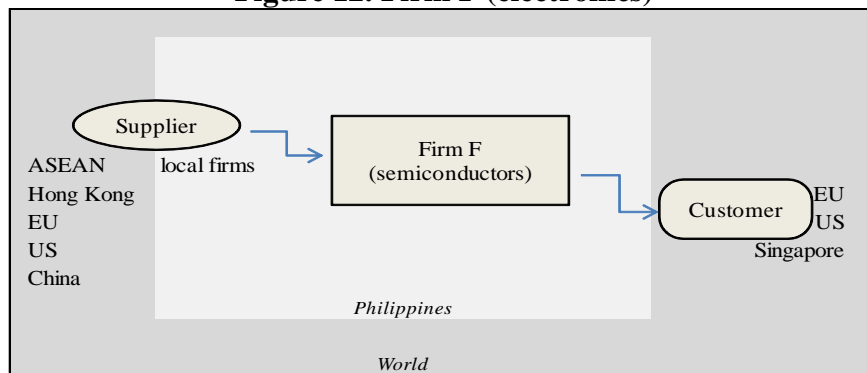 Supplier
ASEAN
local firms
Hong Kong
EU
US
China
Firm F
(semiconductors)
Customer
EU
US
Singapore
Philippines
World